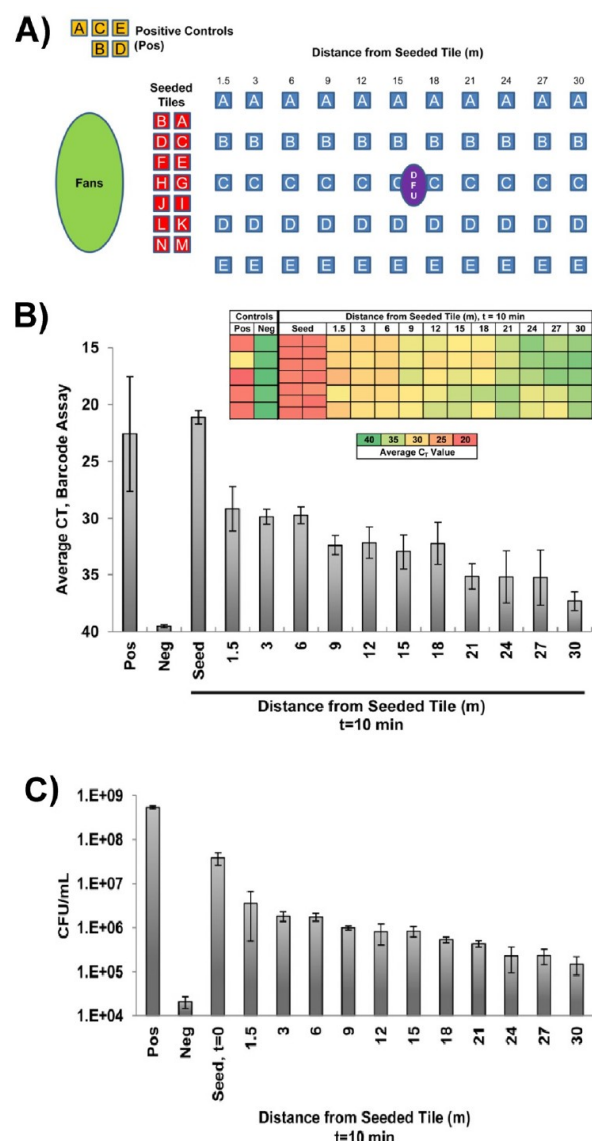 A)
A C E
B D
Positive Controls
(Pos)
Distance from Seeded Tile (m)
1.5 3 6 9 12 15 18 21 24 27 30
Seeded
Tiles
Fans
B A
D C
F E
H G
J I
L K
N M
A A A A A A A A A A A
B B B B B B B B B B B
C C C C C C C C C C C
DFU
D D D D D D D D D D D
E E E E E E E E E E E
B)
Controls Distance from Seeded Tile (m), t = 10 min
Pos Neg Seed 1.5 3 6 9 12 15 18 21 24 27 30
40 35 30 25 20
Average CT Value
Average CT, Barcode Assay
15
20
25
30
35
40
Pos Neg Seed 1.5 3 6 9 12 15 18 21 24 27 30
Distance from Seeded Tile (m)
t=10 min
C)
CFU/mL
1.E+09
1.E+08
1.E+07
1.E+06
1.E+05
1.E+04
Pos Neg Seed, t=0 1.5 3 6 9 12 15 18 21 24 27 30
Distance from Seeded Tile (m)
t=10 min